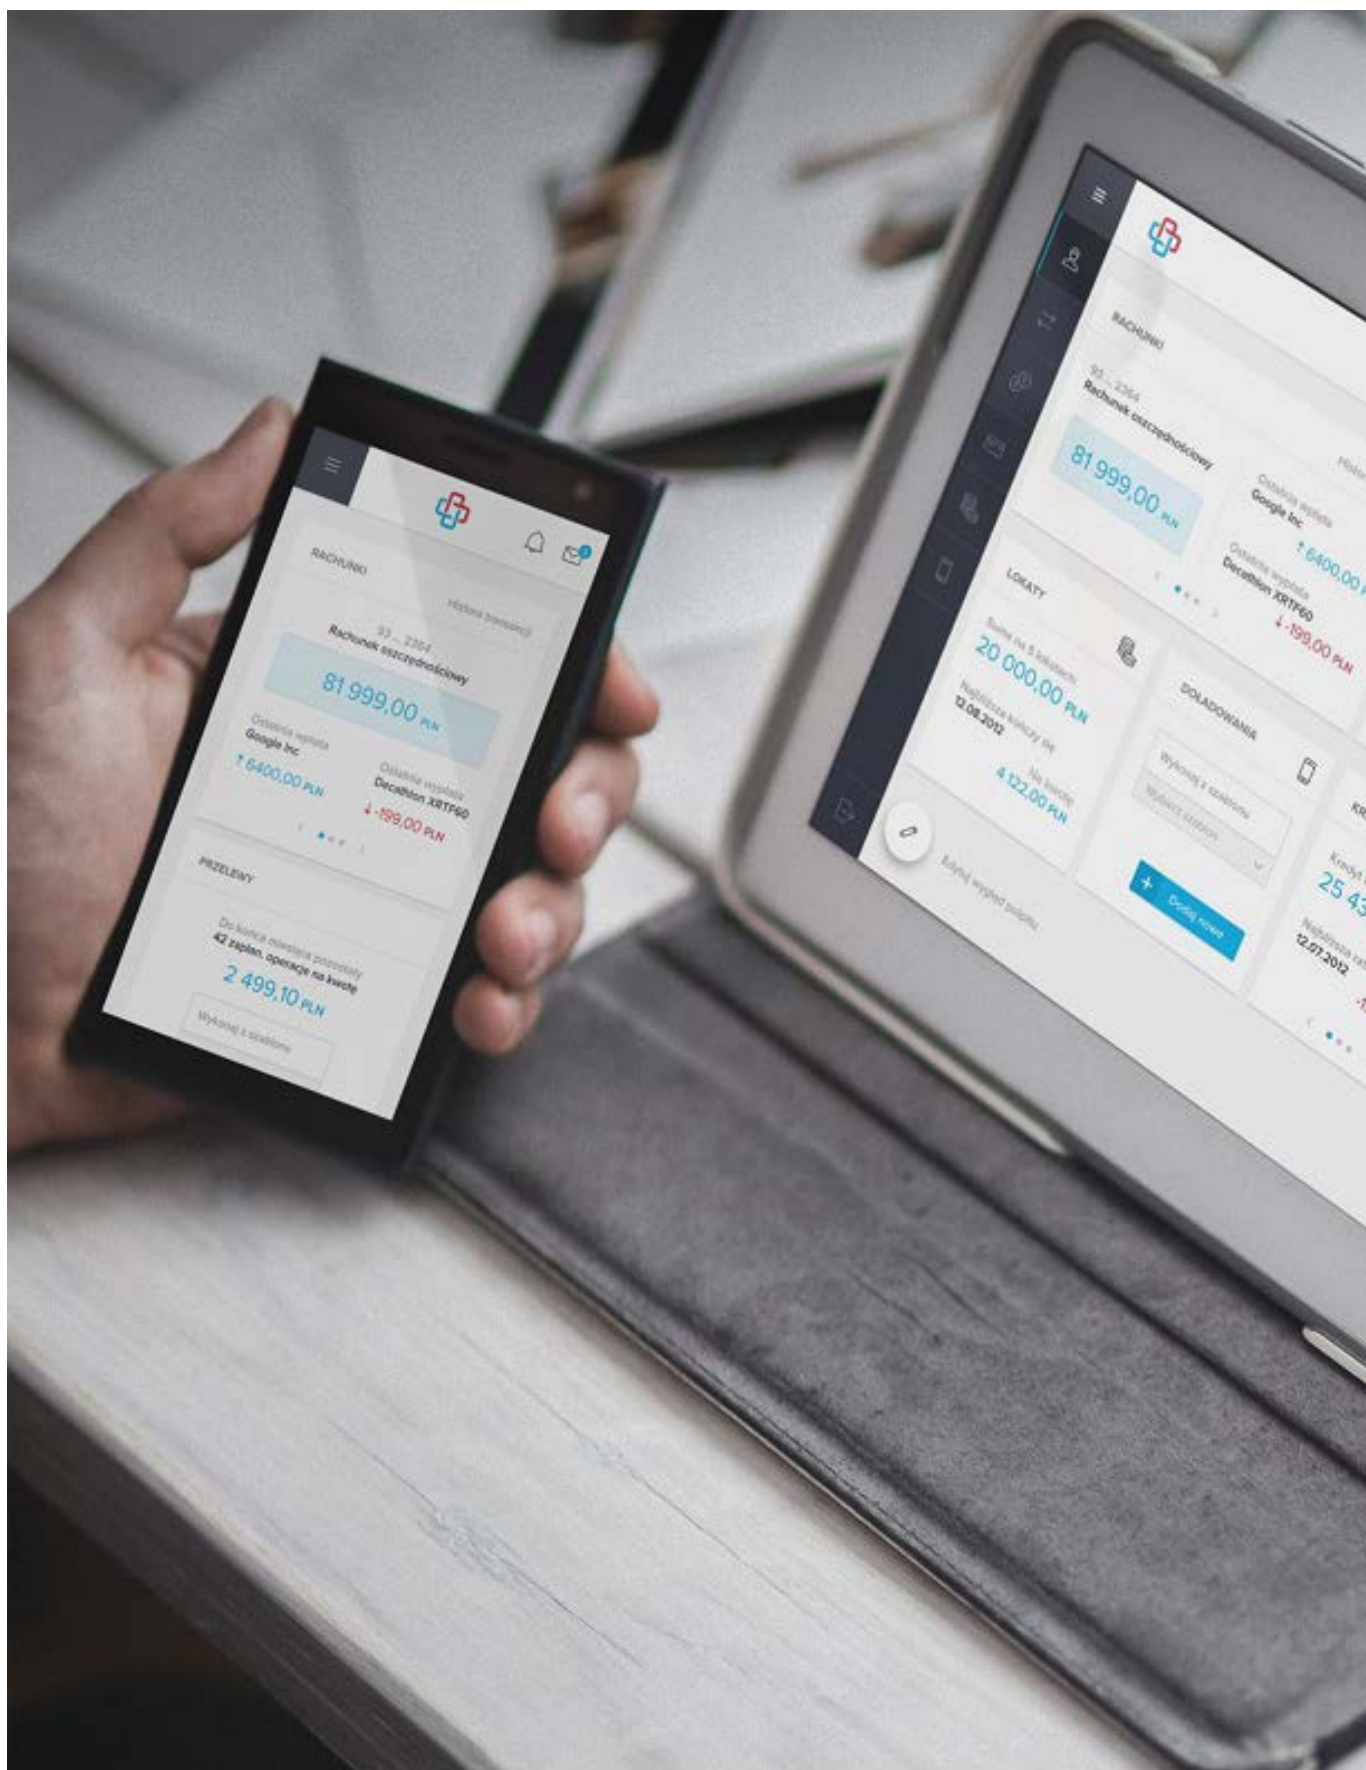 RACHUNKI
Historia transakcji
93 ... 2364
Rachunek oszczędnościowy
81 999,00 PLN
Ostatnia wpłata
Google Inc
↑ 6400,00 PLN
Ostatnia wypłata
Decathlon XRTF60
↓ -199,00 PLN
PRZELEWY
Do końca miesiąca pozostały
42 zaplan. operacje na kwotę
2 499,10 PLN
Wykonaj z szablonu
RACHUNKI
93 ... 2364
Rachunek oszczędnościowy
81 999,00 PLN
Ostatnia wpłata
Google Inc
↑ 6400,00
Ostatnia wypłata
Decathlon XRTF60
↓ -199,00 PLN
LOKATY
Suma na 5 lokatach:
20 000,00 PLN
Najbliższa kończy się
12.08.2012
Na kwotę
4 122,00 PLN
DOŁADOWANIA
Wykonaj z szablonu
Wybierz szablon
+ Dodaj nowe
KR
Kredyt
25 43
Najbliższa
12.07.2012
Edytuj wygląd pulpitu